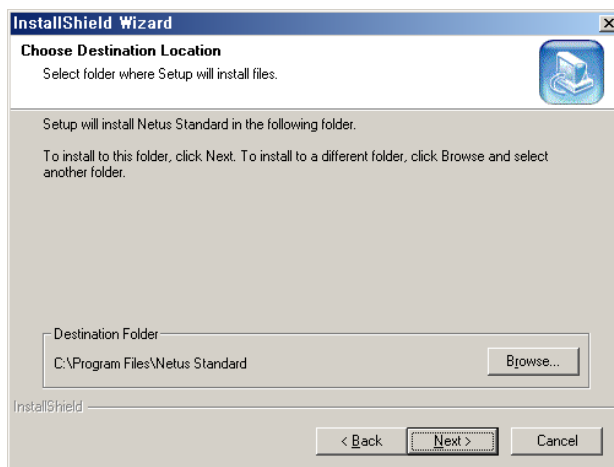 InstallShield Wizard
Choose Destination Location
Select folder where Setup will install files.
Setup will install Netus Standard in the following folder.
To install to this folder, click Next. To install to a different folder, click Browse and select
another folder.
Destination Folder
C:\Program Files\Netus Standard
Browse...
InstallShield
< Back
Next >
Cancel